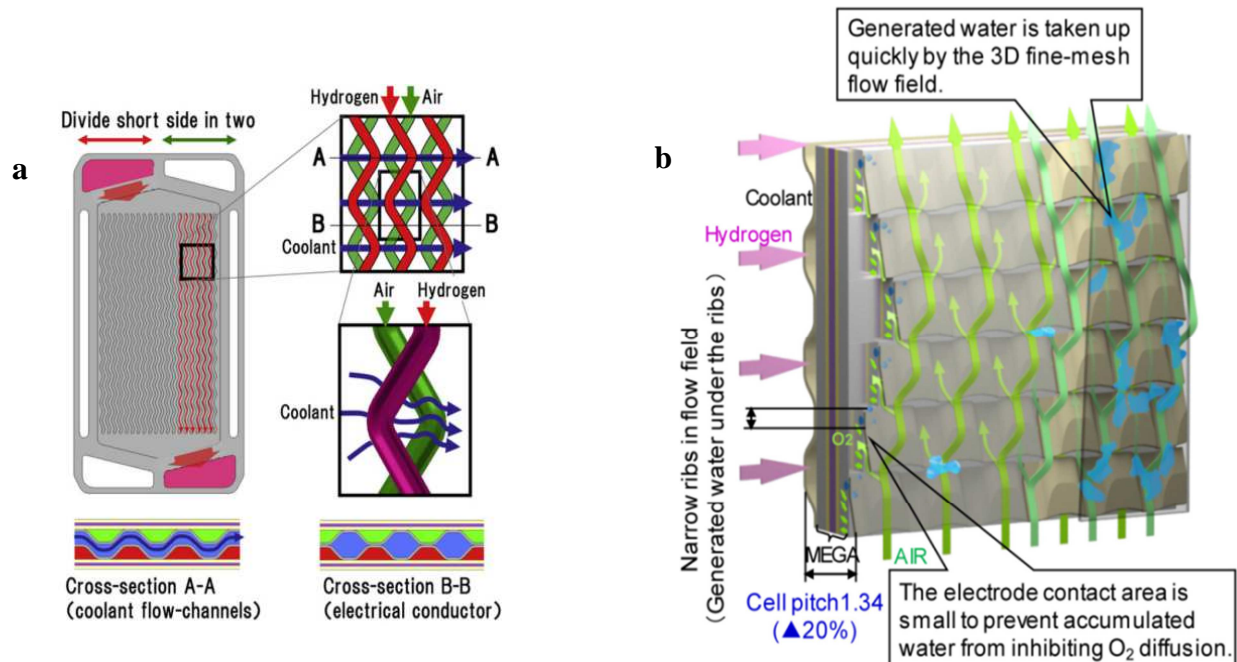 a
Divide short side in two
Hydrogen Air
A A
B B
Coolant
Air Hydrogen
Coolant
Cross-section A-A
(coolant flow-channels)
Cross-section B-B
(electrical conductor)
b
Generated water is taken up
quickly by the 3D fine-mesh
flow field.
Coolant
Hydrogen
Narrow ribs in flow field
(Generated water under the ribs)
O₂
MEGA
AIR
Cell pitch1.34
(▲20%)
The electrode contact area is
small to prevent accumulated
water from inhibiting O₂ diffusion.